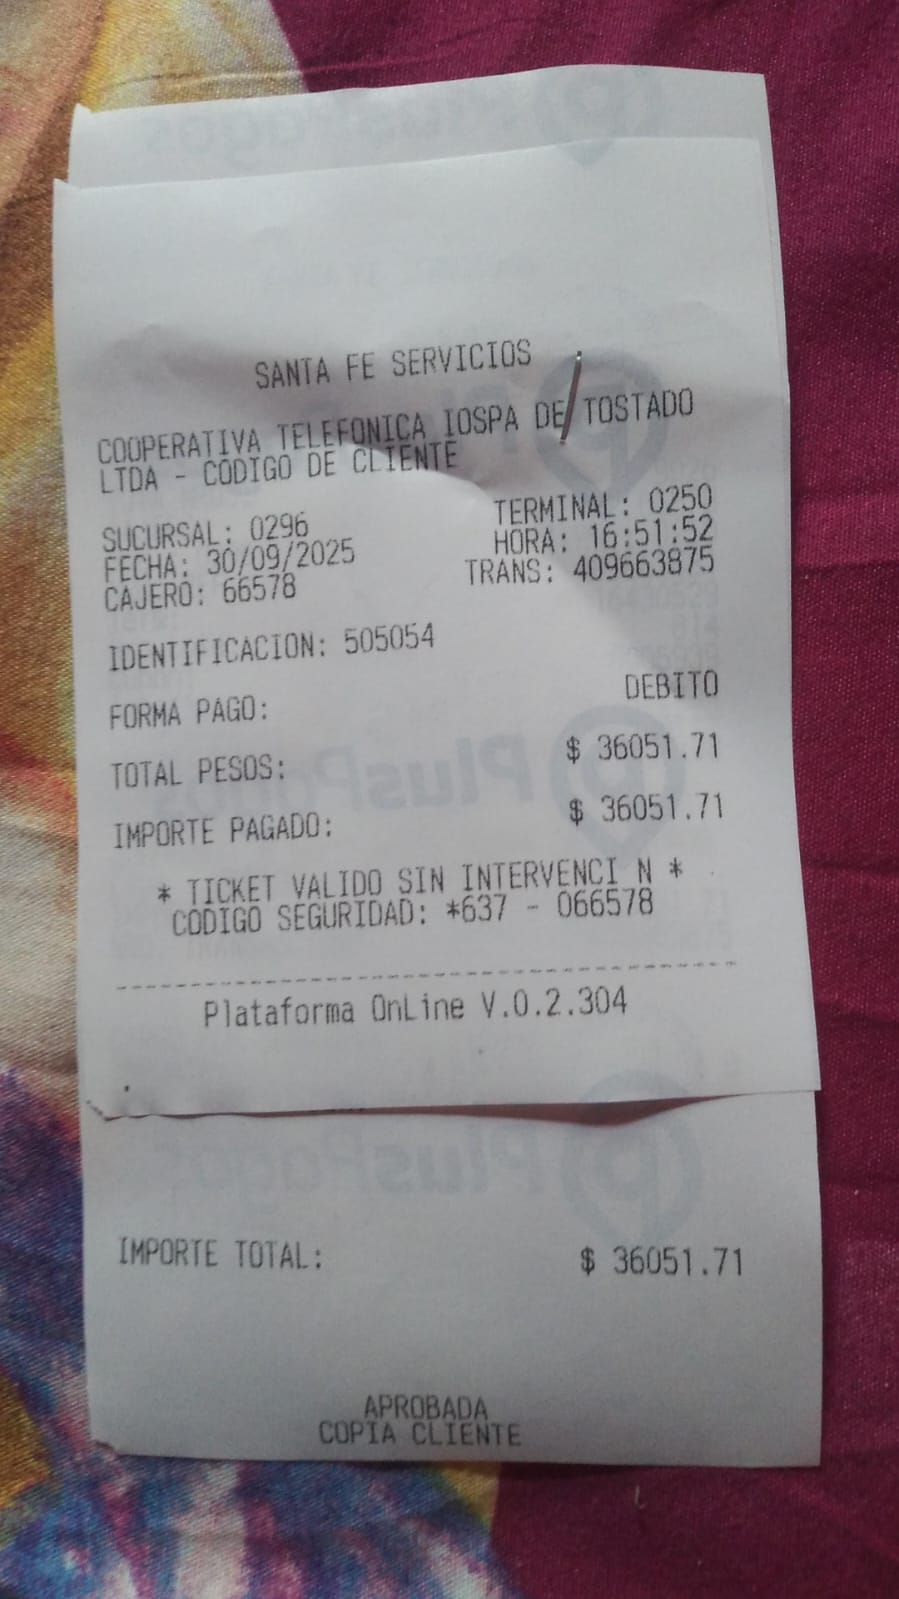 SANTA FE SERVICIOS
COOPERATIVA TELEFONICA IOSPA DE TOSTADO
LTDA - CODIGO DE CLIENTE
SUCURSAL: 0296 TERMINAL: 0250
FECHA: 30/09/2025 HORA: 16:51:52
CAJERO: 66578 TRANS: 409663875
IDENTIFICACION: 505054
FORMA PAGO: DEBITO
TOTAL PESOS: $ 36051.71
IMPORTE PAGADO: $ 36051.71
* TICKET VALIDO SIN INTERVENCI N *
CODIGO SEGURIDAD: *637 - 066578
Plataforma OnLine V.0.2.304
PlusPagos
IMPORTE TOTAL: $ 36051.71
APROBADA
COPIA CLIENTE